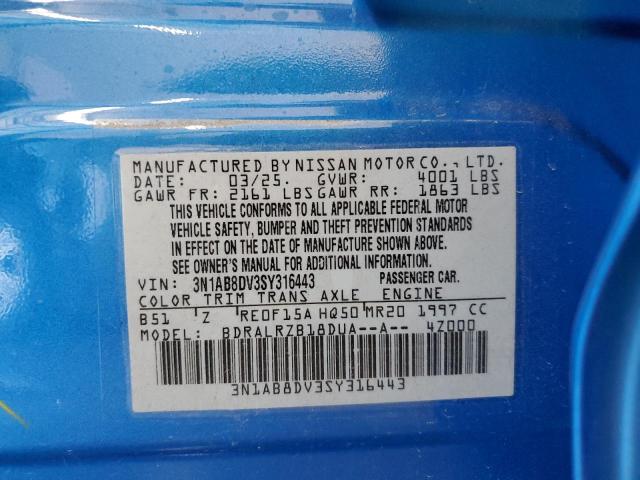 MANUFACTURED BY NISSAN MOTOR CO., LTD.
DATE: 03/25. GVWR: 4001 LBS
GAWR FR: 2161 LBS GAWR RR: 1863 LBS
THIS VEHICLE CONFORMS TO ALL APPLICABLE FEDERAL MOTOR
VEHICLE SAFETY, BUMPER AND THEFT PREVENTION STANDARDS
IN EFFECT ON THE DATE OF MANUFACTURE SHOWN ABOVE.
SEE OWNER'S MANUAL FOR ADDITIONAL INFORMATION.
VIN: 3N1AB8DV3SY316443 PASSENGER CAR.
COLOR TRIM TRANS AXLE ENGINE
B51 Z RE0F15A HQ50 MR20 1997 CC
MODEL: BDRALRZB18DUA--A-- 4Z000
3N1AB8DV3SY316443